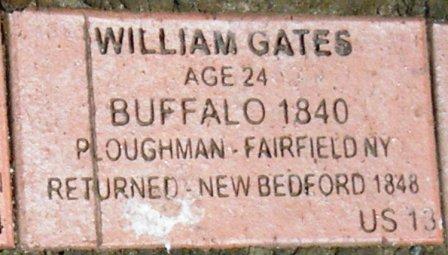 WILLIAM GATES
AGE 24
BUFFALO 1840
PLOUGHMAN - FAIRFIELD NY
RETURNED - NEW BEDFORD 1848
US 13